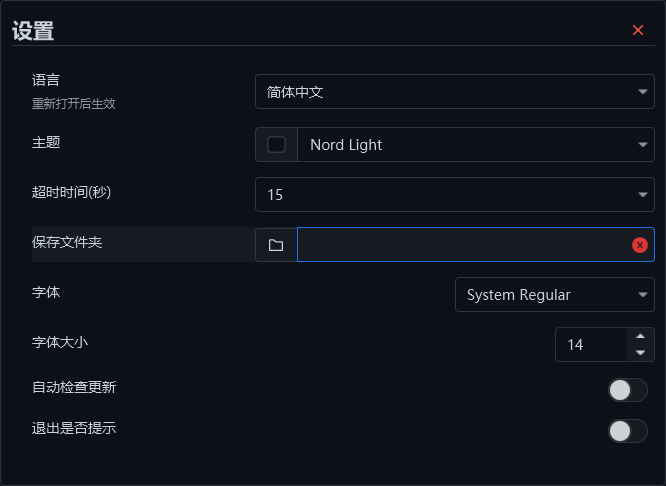 设置
语言
重新打开后生效
简体中文
主题
Nord Light
超时时间(秒)
15
保存文件夹
字体
System Regular
字体大小
14
自动检查更新
退出是否提示